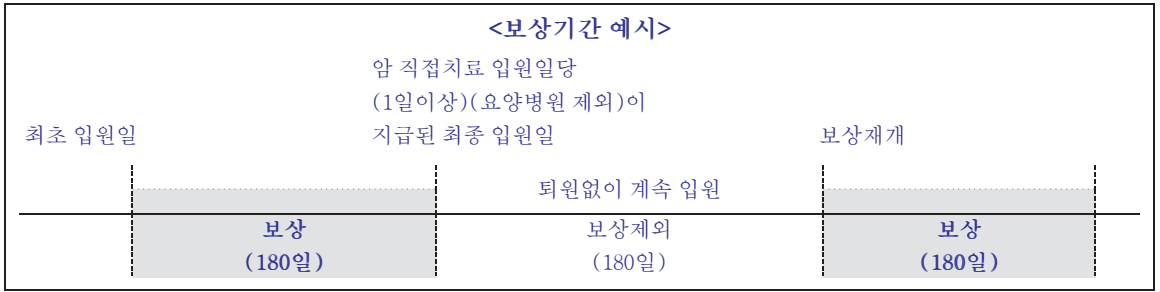 <보상기간 예시>
암 직접치료 입원일당
(1일이상)(요양병원 제외)이
최초 입원일
지급된 최종 입원일
보상재개
퇴원없이 계속 입원
보상
보상제외
보상
(180일)
(180일)
(180일)